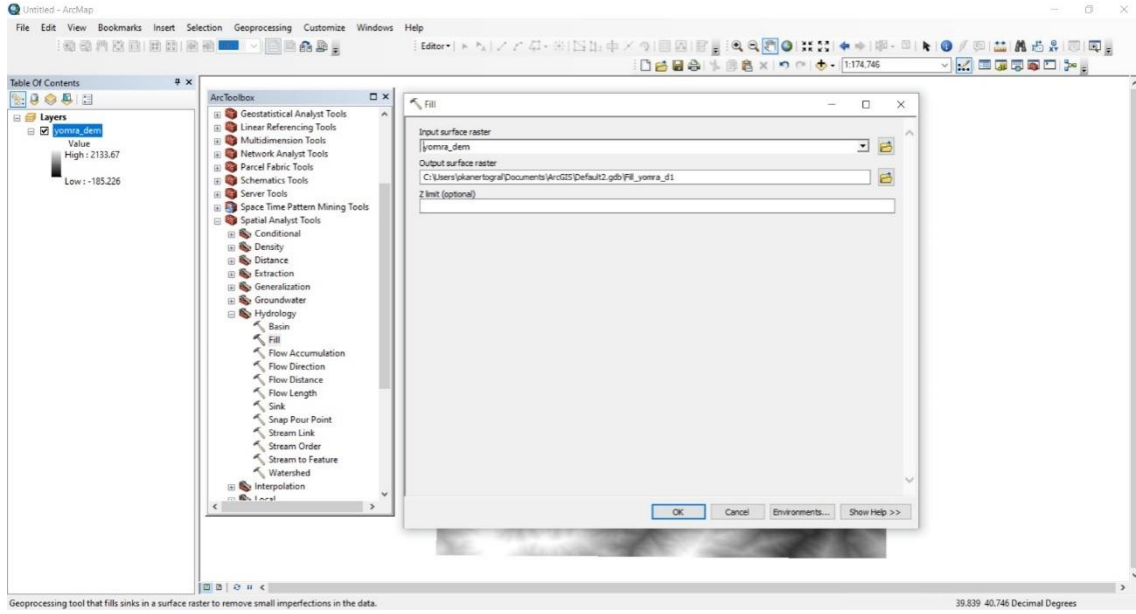 Untitled - ArcMap
File Edit View Bookmarks Insert Selection Geoprocessing Customize Windows Help
Editor
1:174,746
Table Of Contents
Layers
yomra_dem
Value
High : 2133.67
Low : -185.226
ArcToolbox
Geostatistical Analyst Tools
Linear Referencing Tools
Multidimension Tools
Network Analyst Tools
Parcel Fabric Tools
Schematics Tools
Server Tools
Space Time Pattern Mining Tools
Spatial Analyst Tools
Conditional
Density
Distance
Extraction
Generalization
Groundwater
Hydrology
Basin
Fill
Flow Accumulation
Flow Direction
Flow Distance
Flow Length
Sink
Snap Pour Point
Stream Link
Stream Order
Stream to Feature
Watershed
Interpolation
Local
Fill
Input surface raster
yomra_dem
Output surface raster
C:\Users\pkanertogral\Documents\ArcGIS\Default2.gdb\Fill_yomra_d1
Z limit (optional)
OK Cancel Environments... Show Help >>
Geoprocessing tool that fills sinks in a surface raster to remove small imperfections in the data.
39.839 40.746 Decimal Degrees